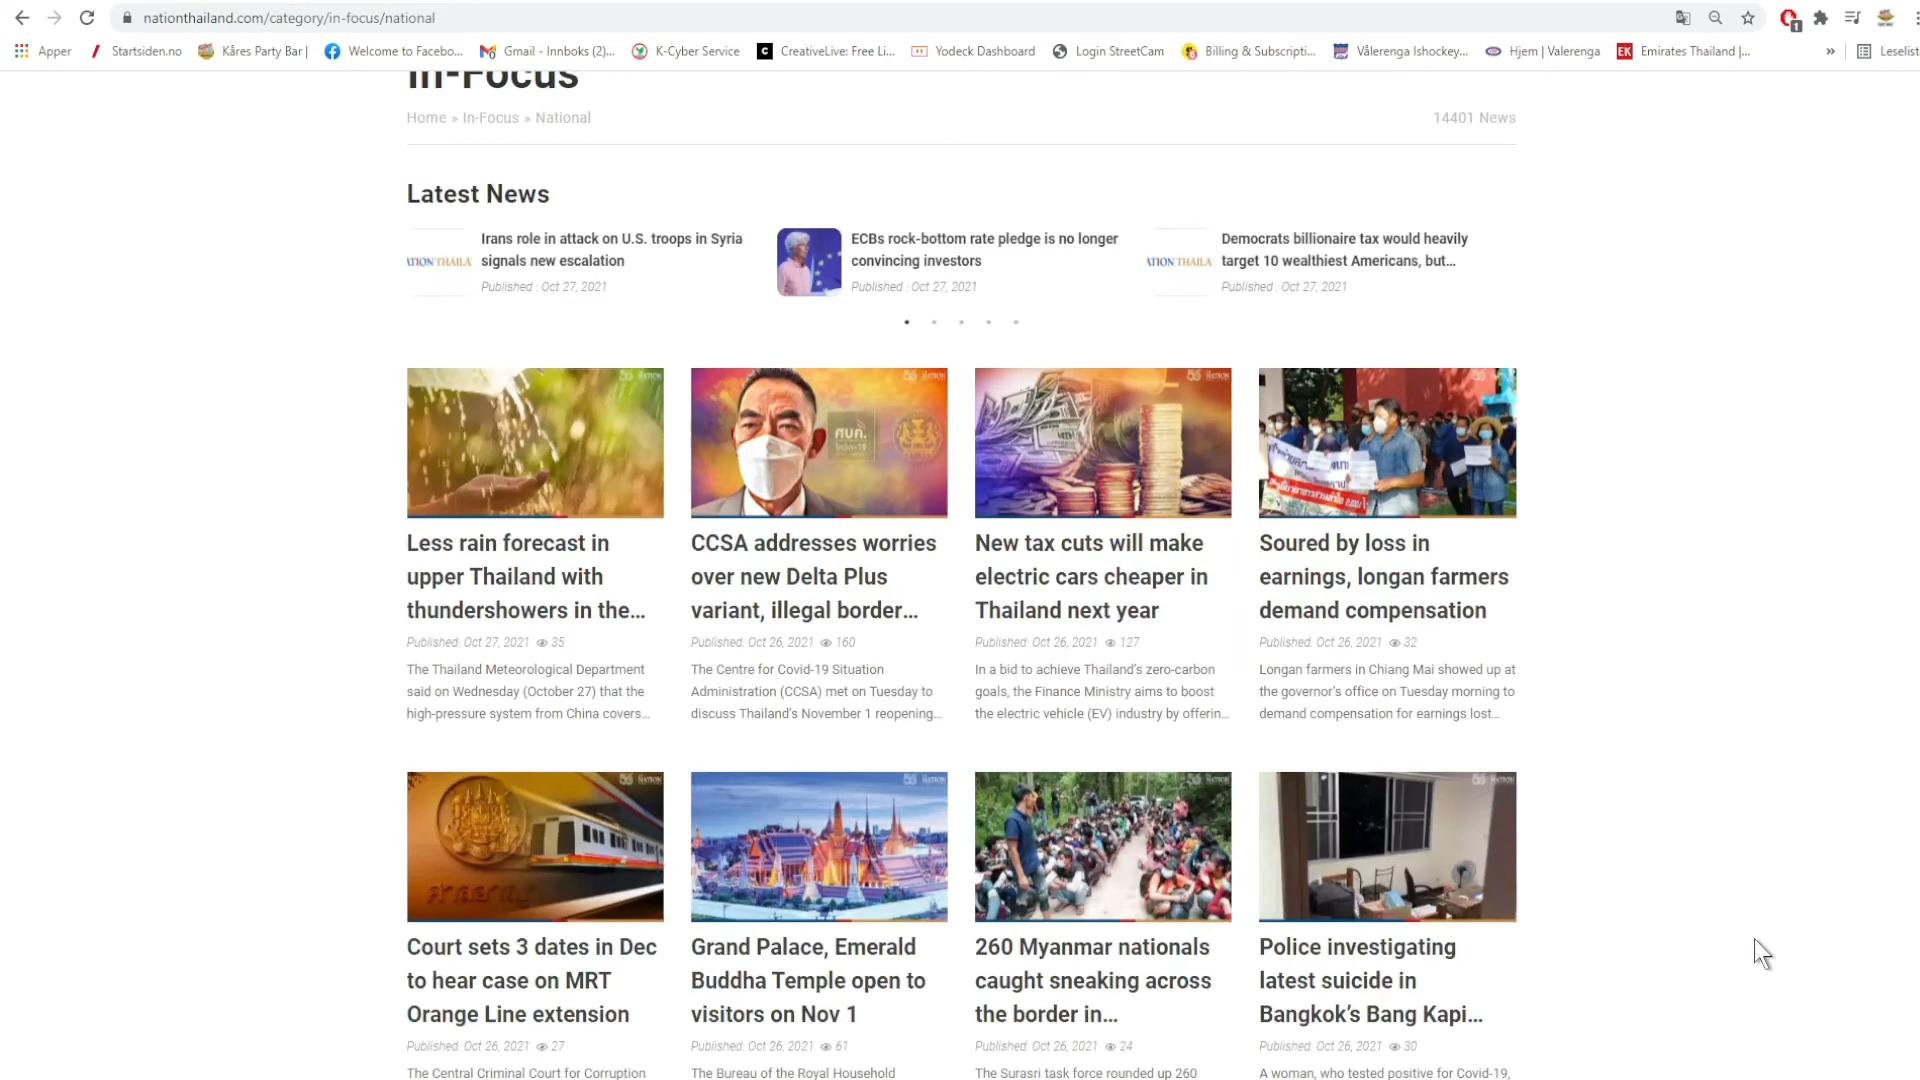 nationthailand.com/category/in-focus/national
Apper
Startsiden.no
Kåres Party Bar |
Welcome to Facebo...
Gmail - Innboks (2)...
K-Cyber Service
CreativeLive: Free Li...
Yodeck Dashboard
Login StreetCam
Billing & Subscripti...
Vålerenga Ishockey...
Hjem | Valerenga
EK Emirates Thailand |...
»
Leselist
In-Focus
Home » In-Focus » National
14401 News
Latest News
Irans role in attack on U.S. troops in Syria
signals new escalation
Published : Oct 27, 2021
ECBs rock-bottom rate pledge is no longer
convincing investors
Published : Oct 27, 2021
Democrats billionaire tax would heavily
target 10 wealthiest Americans, but...
Published : Oct 27, 2021
Less rain forecast in
upper Thailand with
thundershowers in the...
Published: Oct 27, 2021 35
The Thailand Meteorological Department
said on Wednesday (October 27) that the
high-pressure system from China covers...
ศบค.
CCSA addresses worries
over new Delta Plus
variant, illegal border...
Published: Oct 26, 2021 160
The Centre for Covid-19 Situation
Administration (CCSA) met on Tuesday to
discuss Thailand's November 1 reopening...
New tax cuts will make
electric cars cheaper in
Thailand next year
Published: Oct 26, 2021 127
In a bid to achieve Thailand's zero-carbon
goals, the Finance Ministry aims to boost
the electric vehicle (EV) industry by offerin...
Soured by loss in
earnings, longan farmers
demand compensation
Published: Oct 26, 2021 32
Longan farmers in Chiang Mai showed up at
the governor's office on Tuesday morning to
demand compensation for earnings lost...
Court sets 3 dates in Dec
to hear case on MRT
Orange Line extension
Published: Oct 26, 2021 27
The Central Criminal Court for Corruption
Grand Palace, Emerald
Buddha Temple open to
visitors on Nov 1
Published: Oct 26, 2021 61
The Bureau of the Royal Household
260 Myanmar nationals
caught sneaking across
the border in...
Published: Oct 26, 2021 24
The Surasri task force rounded up 260
Police investigating
latest suicide in
Bangkok's Bang Kapi...
Published: Oct 26, 2021 30
A woman, who tested positive for Covid-19,